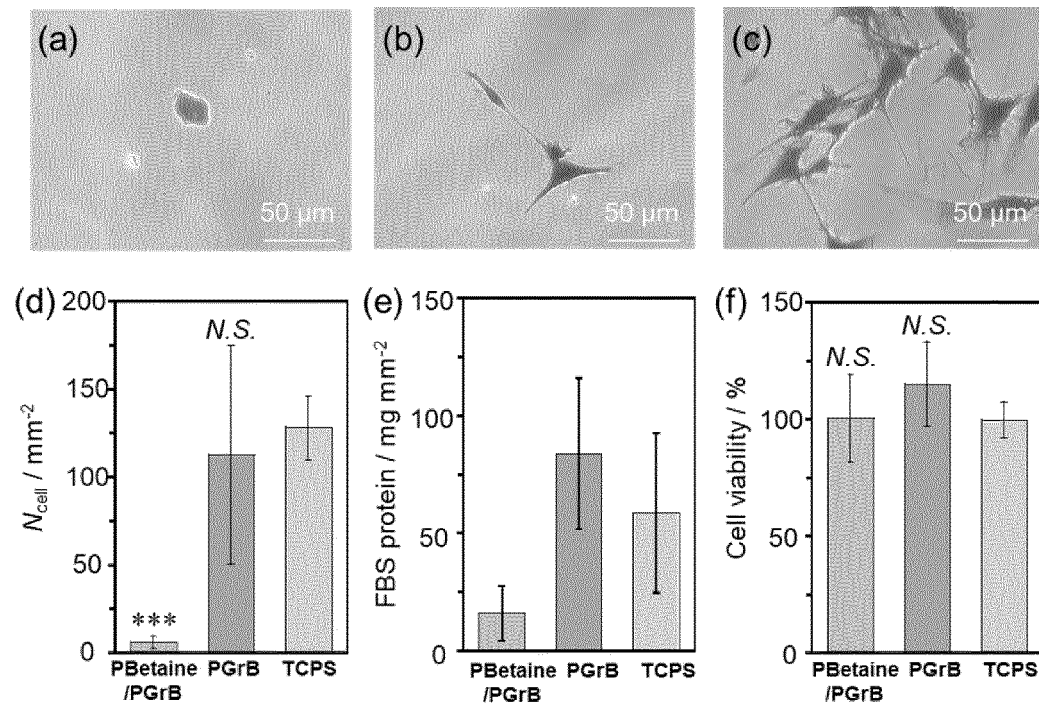 (a)
50 μm
(b)
50 μm
(c)
50 μm
(d)
200
150
100
50
0
N_cell / mm⁻²
***
N.S.
PBetaine
/PGrB
PGrB
TCPS
(e)
150
100
50
0
FBS protein / mg mm⁻²
PBetaine
/PGrB
PGrB
TCPS
(f)
150
100
50
0
Cell viability / %
N.S.
N.S.
PBetaine
/PGrB
PGrB
TCPS